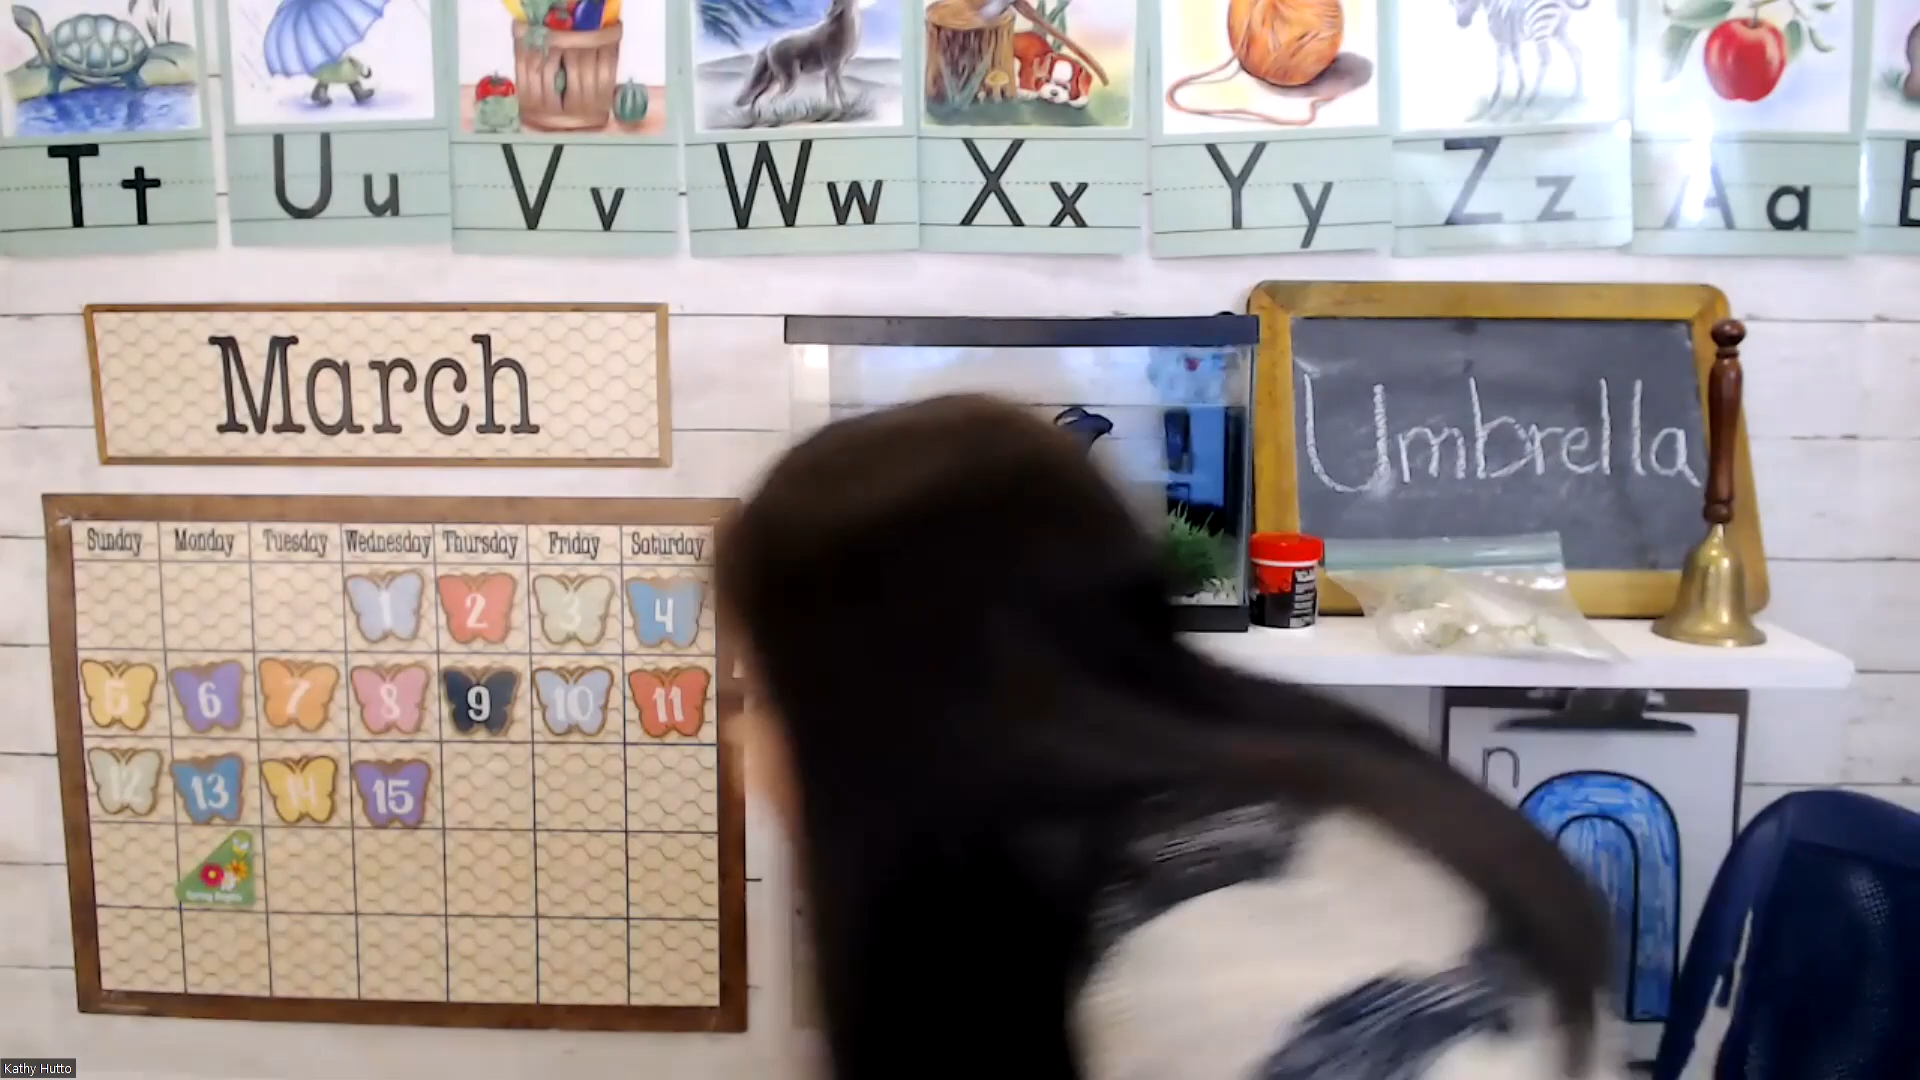 Tt Uu Vv Ww Xx Yy Zz Aa
March
Umbrella
Sunday Monday Tuesday Wednesday Thursday Friday Saturday
1 2 3 4
5 6 7 8 9 10 11
12 13 14 15
n
Kathy Hutto